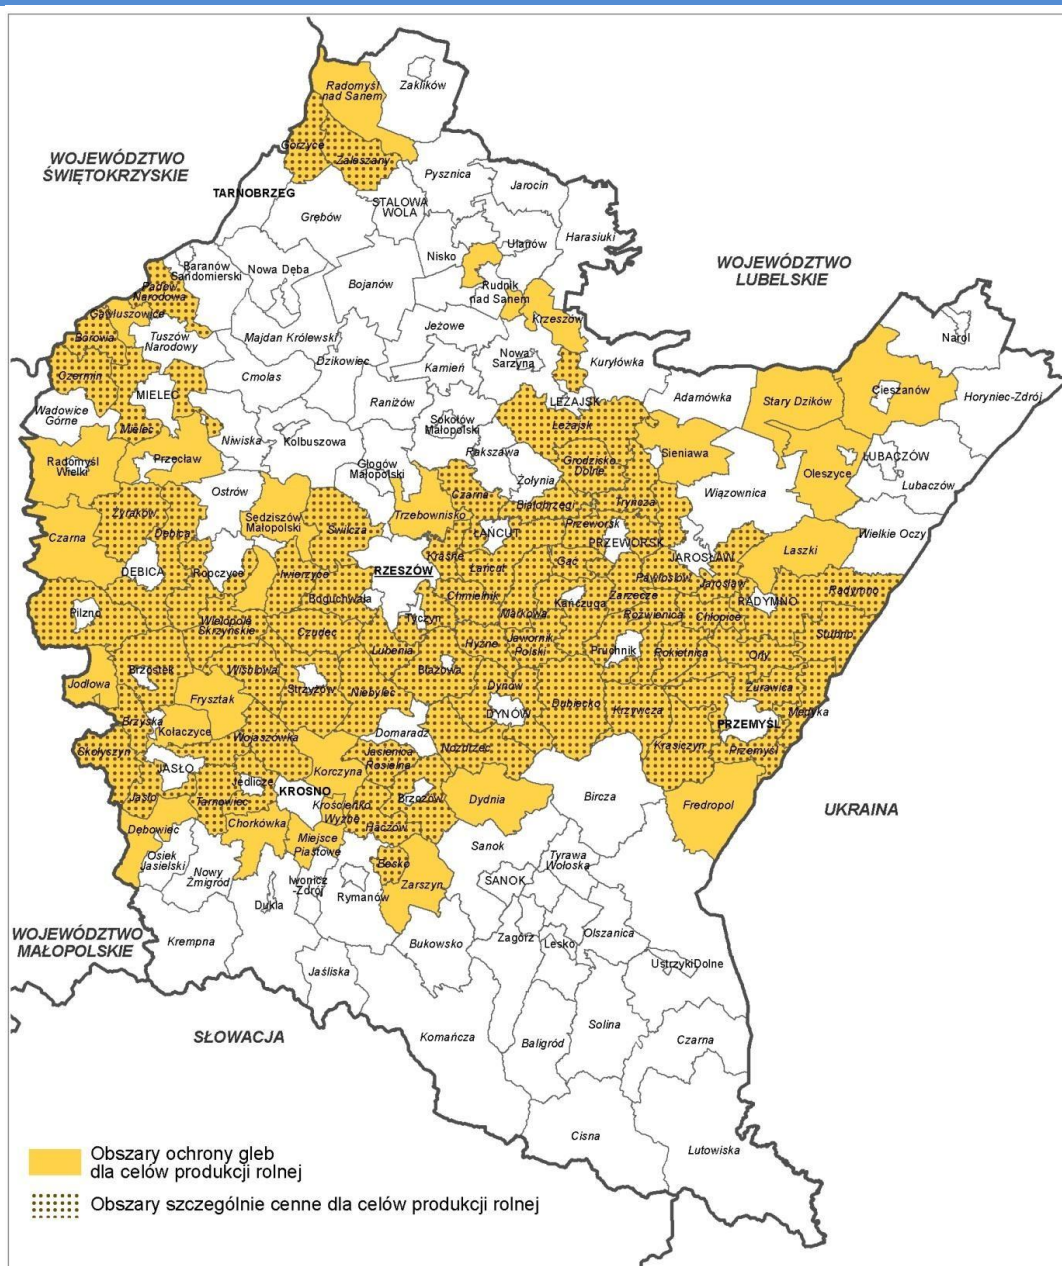 Radomyśl
nad Sanem
Zaklików
Gorzyce
Zaleszany
WOJEWÓDZTWO
ŚWIĘTOKRZYSKIE
TARNOBRZEG
Pysznica
Jarocin
STALOWA
WOLA
Grębów
Ulanów
Harasiuki
Nisko
WOJEWÓDZTWO
LUBELSKIE
Baranów
Sandomierski
Nowa Dęba
Bojanów
Rudnik
nad Sanem
Padew
Narodowa
Gawłuszowice
Krzeszów
Borowa
Tuszów
Narodowy
Majdan Królewski
Jeżowe
Narol
Dzikowiec
Nowa
Sarzyna
Kuryłówka
Czermin
Cmolas
Kamień
Cieszanów
Horyniec-Zdrój
MIELEC
Raniżów
LEŻAJSK
Adamówka
Stary Dzików
Wadowice
Górne
Mielec
Niwiska
Kolbuszowa
Sokołów
Małopolski
Leżajsk
Rakszawa
Sieniawa
ŁUBACZÓW
Radomyśl
Wielki
Przecław
Głogów
Małopolski
Grodzisko
Dolne
Oleszyce
Lubaczów
Żołynia
Ostrów
Czarna
Białobrzegi
Tryńcza
Wiązownica
Żyraków
Sędziszów
Małopolski
Świlcza
Trzebownisko
Przeworsk
Wielkie Oczy
Czarna
Dębica
ŁAŃCUT
PRZEWORSK
JAROSŁAW
Laszki
DĘBICA
Ropczyce
Iwierzyce
RZESZÓW
Krasne
Łańcut
Gać
Pawłosiów
Jarosław
Radymno
Boguchwała
Chmielnik
Kańczuga
Zarzecze
RADYMNO
Pilzno
Tyczyn
Markowa
Roźwienica
Chłopice
Wielopole
Skrzyńskie
Czudec
Lubenia
Hyżne
Jawornik
Polski
Pruchnik
Rokietnica
Orły
Stubno
Brzostek
Wiśniowa
Błażowa
Jodłowa
Strzyżów
Niebylec
Dynów
Dubiecko
Krzywcza
Żurawica
Medyka
Frysztak
DYNÓW
PRZEMYŚL
Brzyska
Kołaczyce
Wojaszówka
Domaradz
Jasienica
Rosielna
Nozdrzec
Krasiczyn
Przemyśl
Skołyszyn
JASŁO
Jedlicze
Korczyna
KROSNO
Brzozów
Dydnia
Bircza
Fredropol
Jasło
Tarnowiec
Krościenko
Wyżne
UKRAINA
Dębowiec
Chorkówka
Haczów
Miejsce
Piastowe
Osiek
Jasielski
Nowy
Żmigród
Besko
Sanok
Tyrawa
Wołoska
Iwonicz
-Zdrój
Zarszyn
SANOK
Dukla
Rymanów
WOJEWÓDZTWO
MAŁOPOLSKIE
Krempna
Bukowsko
Zagórz
Lesko
Olszanica
Jaśliska
UstrzykiDolne
SŁOWACJA
Komańcza
Baligród
Solina
Czarna
Cisna
Lutowiska
Obszary ochrony gleb
dla celów produkcji rolnej
Obszary szczególnie cenne dla celów produkcji rolnej